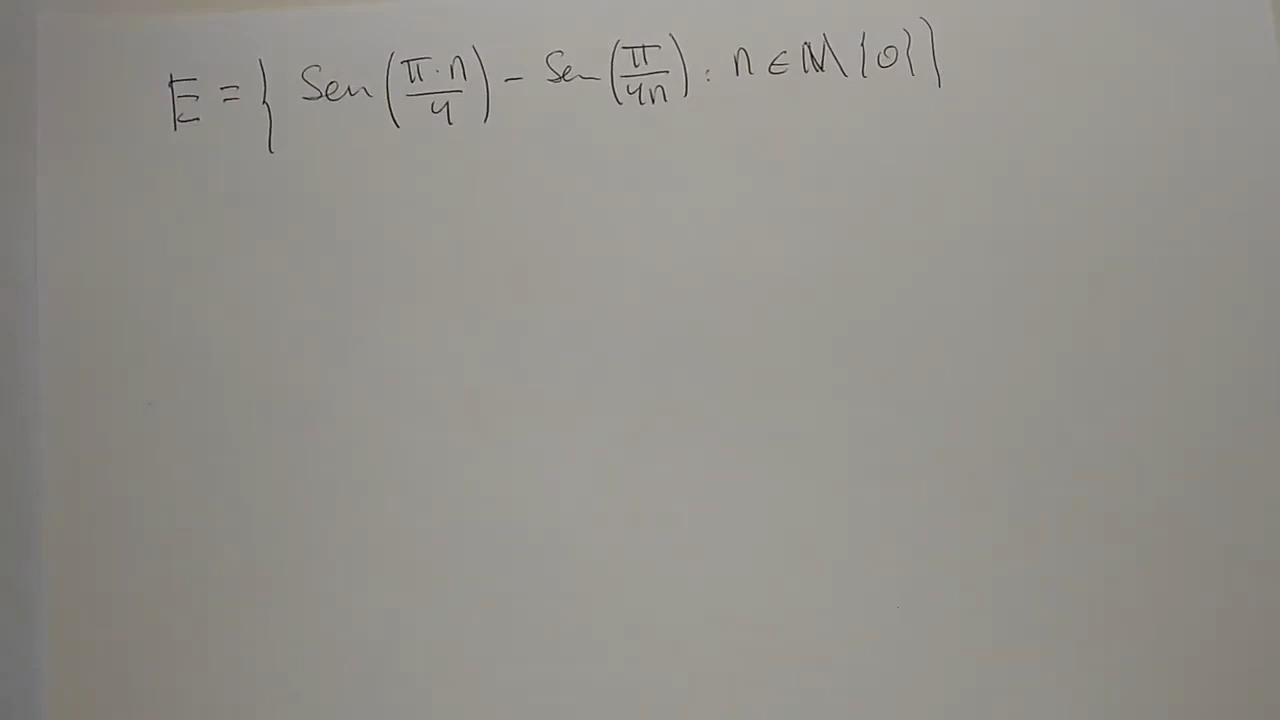 E = { Sen(π·n/4) - Sen(π/4n) : n ∈ ℕ\{0} }